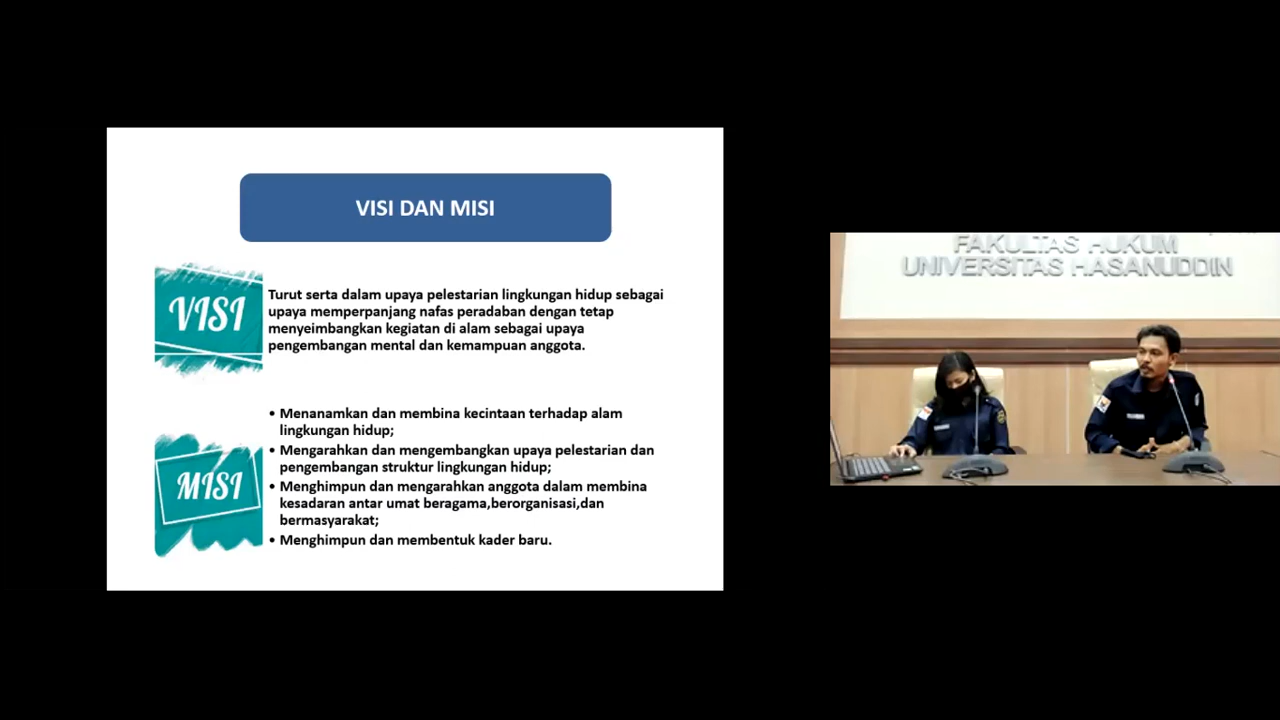 VISI DAN MISI
VISI
Turut serta dalam upaya pelestarian lingkungan hidup sebagai
upaya memperpanjang nafas peradaban dengan tetap
menyeimbangkan kegiatan di alam sebagai upaya
pengembangan mental dan kemampuan anggota.
MISI
• Menanamkan dan membina kecintaan terhadap alam
lingkungan hidup;
• Mengarahkan dan mengembangkan upaya pelestarian dan
pengembangan struktur lingkungan hidup;
• Menghimpun dan mengarahkan anggota dalam membina
kesadaran antar umat beragama,berorganisasi,dan
bermasyarakat;
• Menghimpun dan membentuk kader baru.
FAKULTAS HUKUM
UNIVERSITAS HASANUDDIN